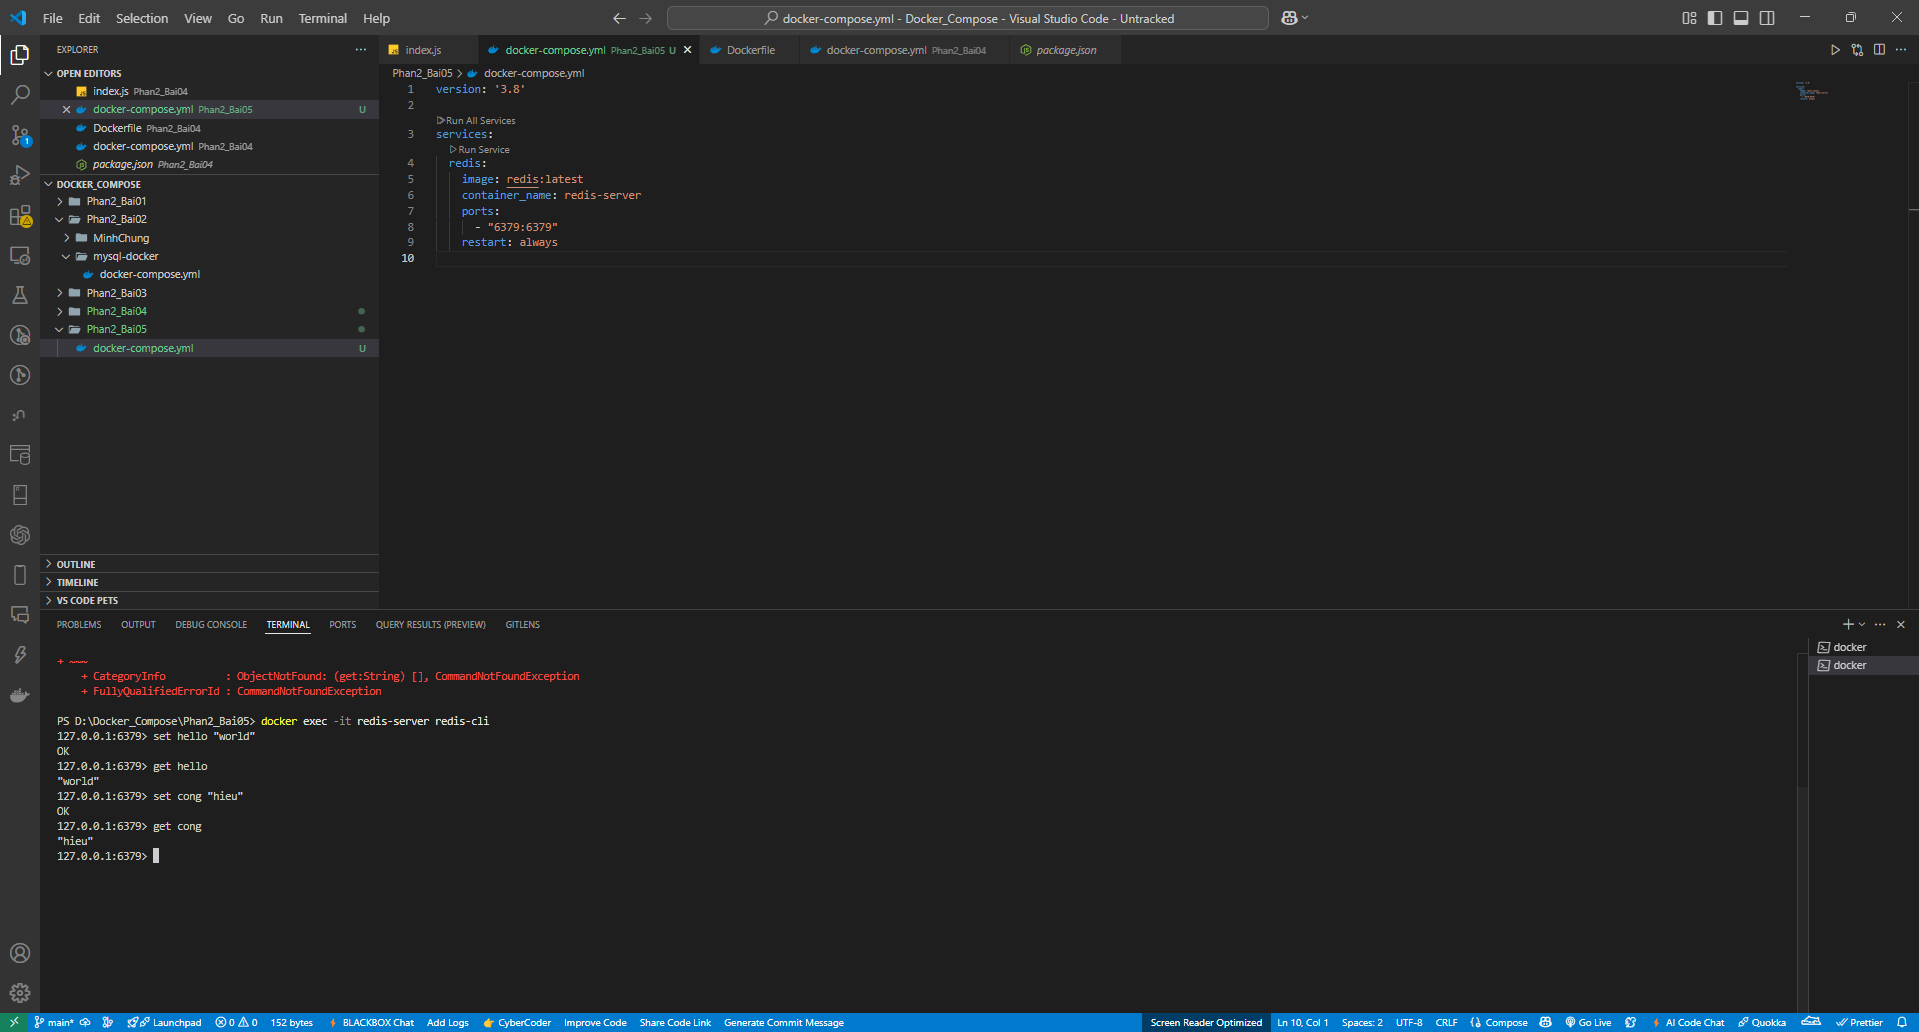 File Edit Selection View Go Run Terminal Help
docker-compose.yml - Docker_Compose - Visual Studio Code - Untracked
EXPLORER
OPEN EDITORS
index.js Phan2_Bai04
docker-compose.yml Phan2_Bai05 U
Dockerfile Phan2_Bai04
docker-compose.yml Phan2_Bai04
package.json Phan2_Bai04
DOCKER_COMPOSE
Phan2_Bai01
Phan2_Bai02
MinhChung
mysql-docker
docker-compose.yml
Phan2_Bai03
Phan2_Bai04
Phan2_Bai05
docker-compose.yml U
OUTLINE
TIMELINE
VS CODE PETS
index.js docker-compose.yml Phan2_Bai05 U Dockerfile docker-compose.yml Phan2_Bai04 package.json
Phan2_Bai05 > docker-compose.yml
1 version: '3.8'
2
Run All Services
3 services:
Run Service
4 redis:
5 image: redis:latest
6 container_name: redis-server
7 ports:
8 - "6379:6379"
9 restart: always
10
PROBLEMS OUTPUT DEBUG CONSOLE TERMINAL PORTS QUERY RESULTS (PREVIEW) GITLENS
docker
docker
+ ~~~
+ CategoryInfo : ObjectNotFound: (get:String) [], CommandNotFoundException
+ FullyQualifiedErrorId : CommandNotFoundException
PS D:\Docker_Compose\Phan2_Bai05> docker exec -it redis-server redis-cli
127.0.0.1:6379> set hello "world"
OK
127.0.0.1:6379> get hello
"world"
127.0.0.1:6379> set cong "hieu"
OK
127.0.0.1:6379> get cong
"hieu"
127.0.0.1:6379>
main* Launchpad 0 0 152 bytes BLACKBOX Chat Add Logs CyberCoder Improve Code Share Code Link Generate Commit Message Screen Reader Optimized Ln 10, Col 1 Spaces: 2 UTF-8 CRLF Compose Go Live AI Code Chat Quokka Prettier